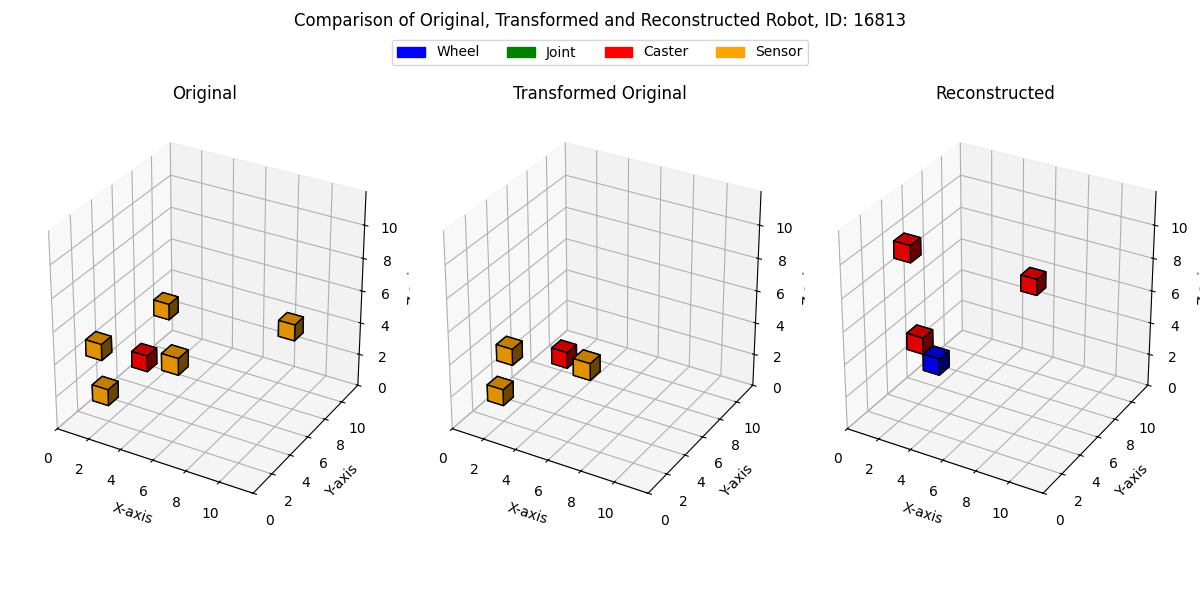 Comparison of Original, Transformed and Reconstructed Robot, ID: 16813
Wheel Joint Caster Sensor
Original
Transformed Original
Reconstructed
0 2 4 6 8 10
X-axis
0 2 4 6 8 10
Y-axis
0 2 4 6 8 10
0 2 4 6 8 10
X-axis
0 2 4 6 8 10
Y-axis
0 2 4 6 8 10
0 2 4 6 8 10
X-axis
0 2 4 6 8 10
Y-axis
0 2 4 6 8 10